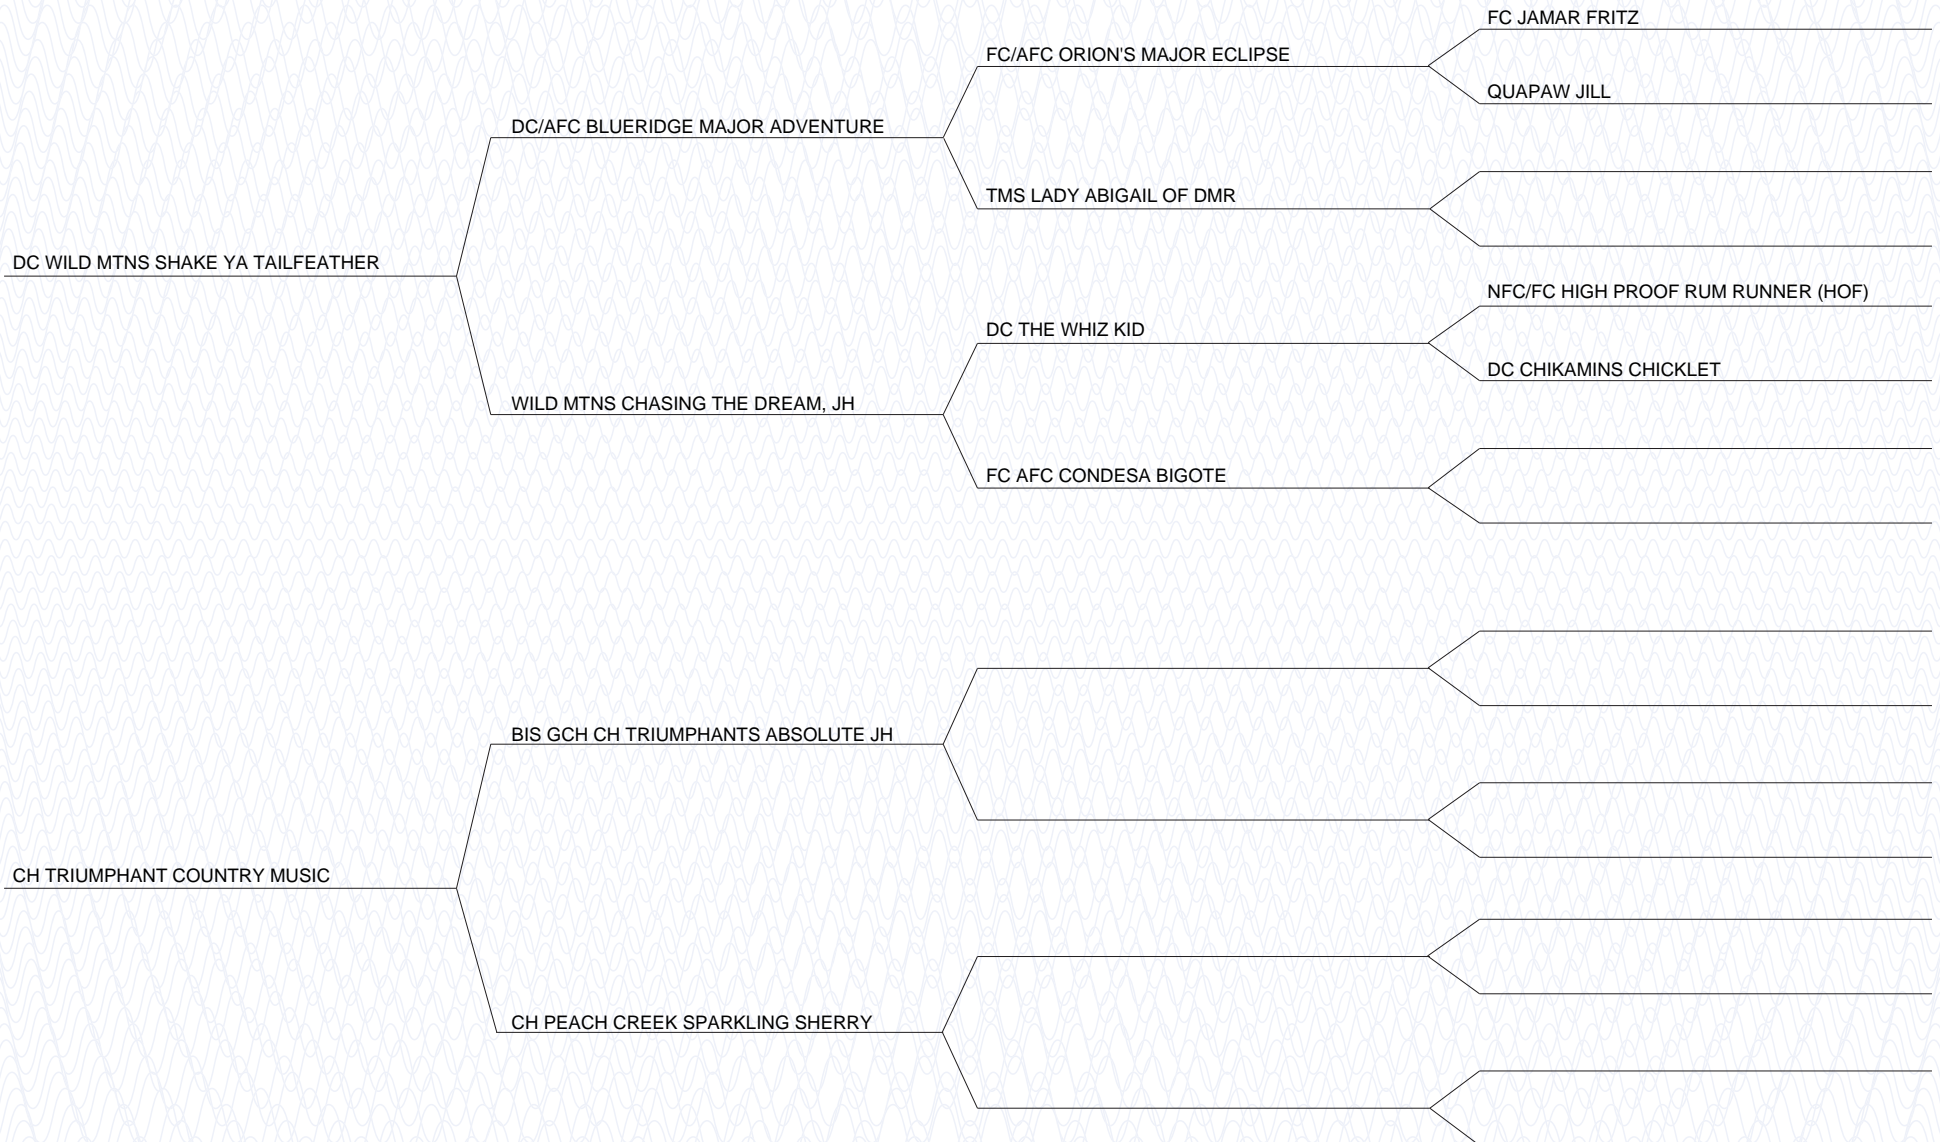 FC JAMAR FRITZ
FC/AFC ORION'S MAJOR ECLIPSE
QUAPAW JILL
DC/AFC BLUERIDGE MAJOR ADVENTURE
TMS LADY ABIGAIL OF DMR
DC WILD MTNS SHAKE YA TAILFEATHER
NFC/FC HIGH PROOF RUM RUNNER (HOF)
DC THE WHIZ KID
DC CHIKAMINS CHICKLET
WILD MTNS CHASING THE DREAM, JH
FC AFC CONDESA BIGOTE
BIS GCH CH TRIUMPHANTS ABSOLUTE JH
CH TRIUMPHANT COUNTRY MUSIC
CH PEACH CREEK SPARKLING SHERRY